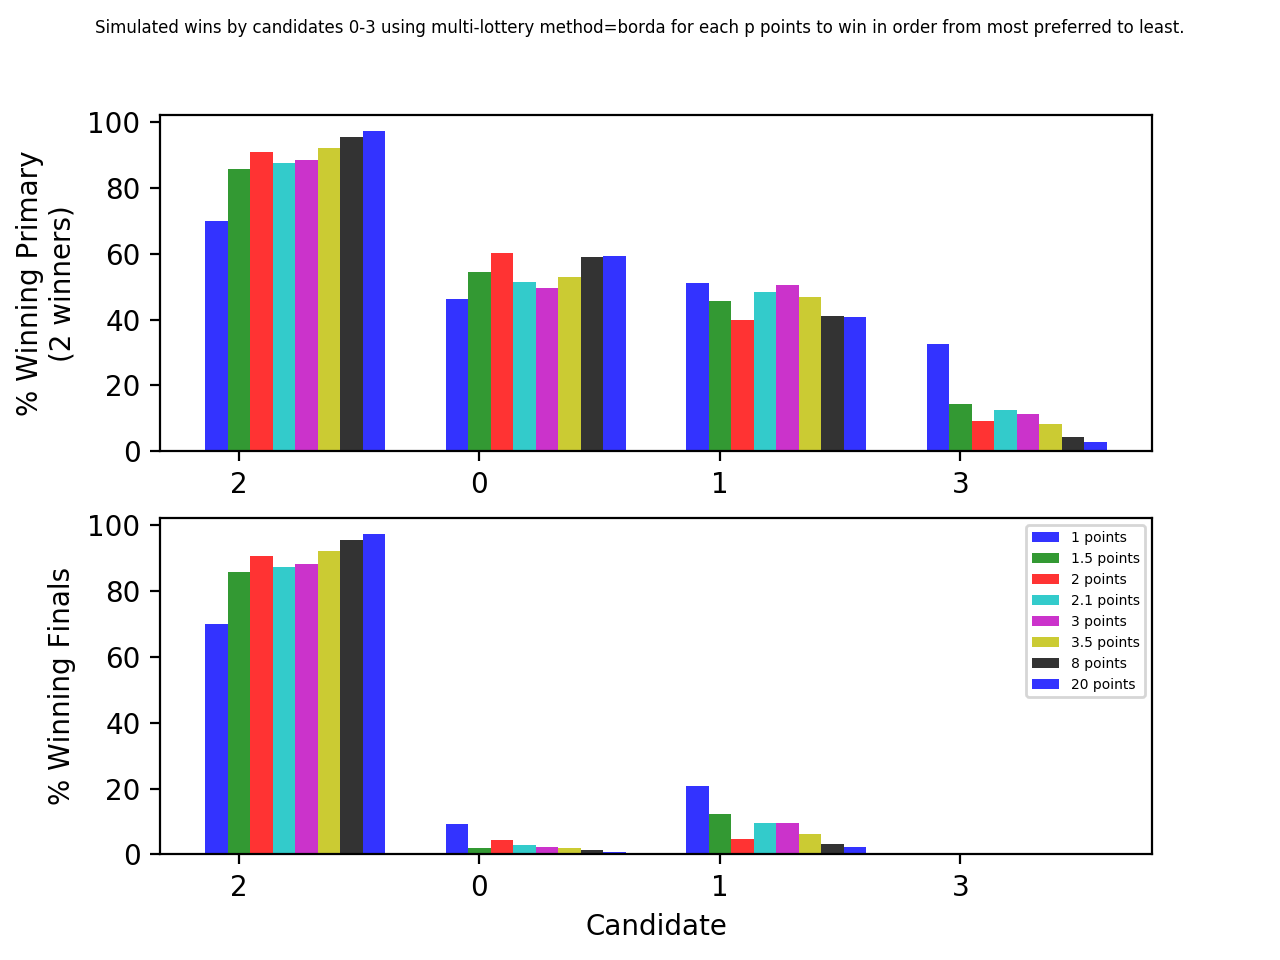 Simulated wins by candidates 0-3 using multi-lottery method=borda for each p points to win in order from most preferred to least.
% Winning Primary
(2 winners)
100
80
60
40
20
0
2 0 1 3
% Winning Finals
100
80
60
40
20
0
1 points
1.5 points
2 points
2.1 points
3 points
3.5 points
8 points
20 points
2 0 1 3
Candidate